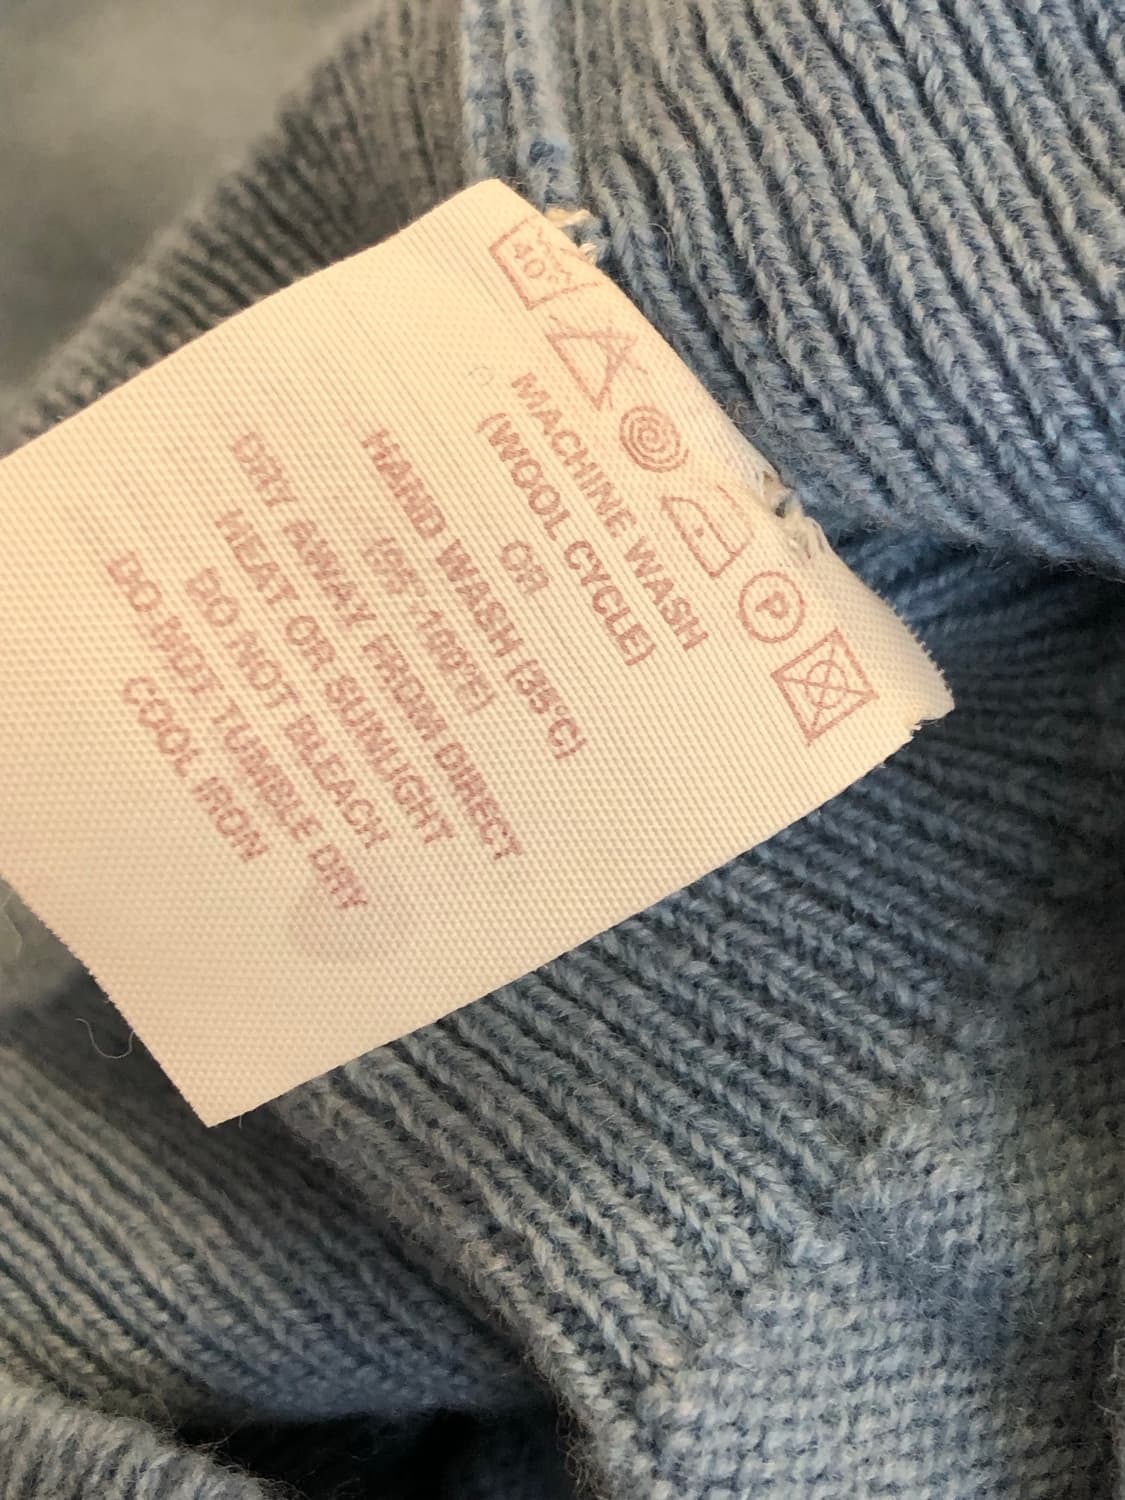 40°
P
MACHINE WASH
(WOOL CYCLE)
OR
HAND WASH (35°C)
(95°-100°F)
DRY AWAY FROM DIRECT
HEAT OR SUNLIGHT
DO NOT BLEACH
DO NOT TUMBLE DRY
COOL IRON